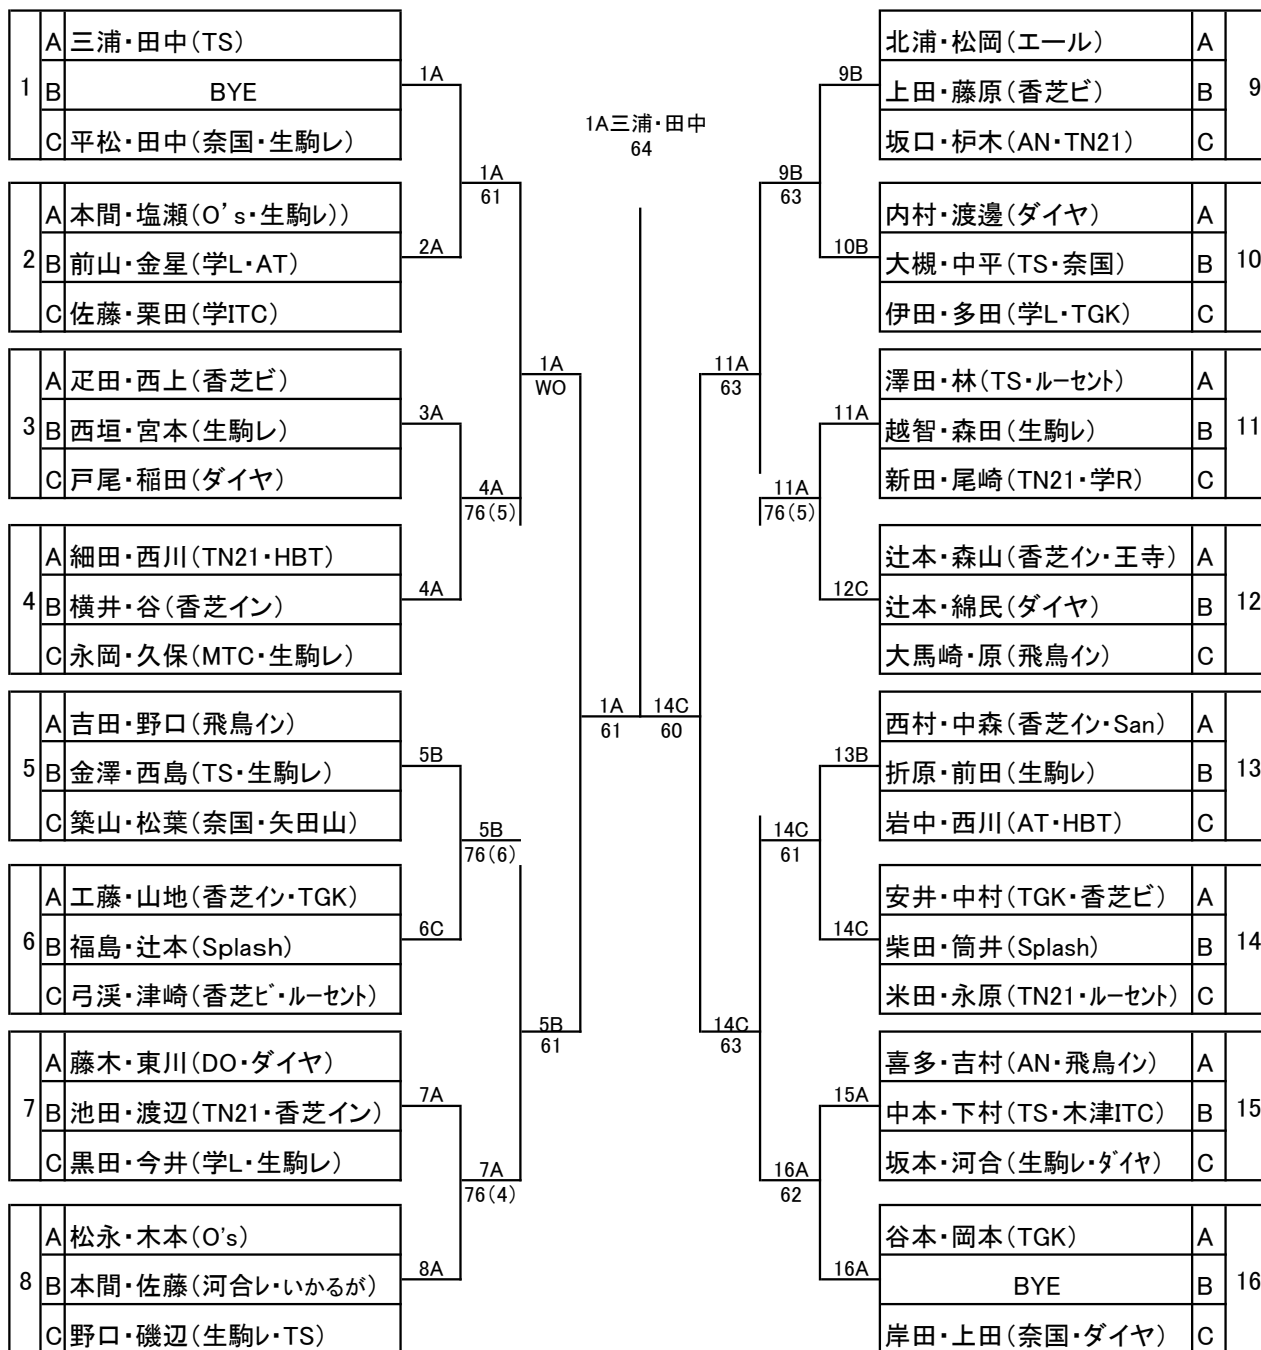 1
A 三浦・田中(TS)
B BYE
C 平松・田中(奈国・生駒レ)
2
A 本間・塩瀬(O's・生駒レ))
B 前山・金星(学L・AT)
C 佐藤・栗田(学ITC)
3
A 疋田・西上(香芝ビ)
B 西垣・宮本(生駒レ)
C 戸尾・稲田(ダイヤ)
4
A 細田・西川(TN21・HBT)
B 横井・谷(香芝イン)
C 永岡・久保(MTC・生駒レ)
5
A 吉田・野口(飛鳥イン)
B 金澤・西島(TS・生駒レ)
C 築山・松葉(奈国・矢田山)
6
A 工藤・山地(香芝イン・TGK)
B 福島・辻本(Splash)
C 弓渓・津崎(香芝ビ・ルーセント)
7
A 藤木・東川(DO・ダイヤ)
B 池田・渡辺(TN21・香芝イン)
C 黒田・今井(学L・生駒レ)
8
A 松永・木本(O's)
B 本間・佐藤(河合レ・いかるが)
C 野口・磯辺(生駒レ・TS)
1A
2A
3A
4A
5B
6C
7A
8A
1A
61
4A
76(5)
5B
76(6)
7A
76(4)
1A
WO
5B
61
1A
61
1A三浦・田中
64
14C
60
11A
63
14C
63
9B
63
11A
76(5)
14C
61
16A
62
9B
10B
11A
12C
13B
14C
15A
16A
北浦・松岡(エール) A
上田・藤原(香芝ビ) B
坂口・枦木(AN・TN21) C
9
内村・渡邊(ダイヤ) A
大槻・中平(TS・奈国) B
伊田・多田(学L・TGK) C
10
澤田・林(TS・ルーセント) A
越智・森田(生駒レ) B
新田・尾崎(TN21・学R) C
11
辻本・森山(香芝イン・王寺) A
辻本・綿民(ダイヤ) B
大馬崎・原(飛鳥イン) C
12
西村・中森(香芝イン・San) A
折原・前田(生駒レ) B
岩中・西川(AT・HBT) C
13
安井・中村(TGK・香芝ビ) A
柴田・筒井(Splash) B
米田・永原(TN21・ルーセント) C
14
喜多・吉村(AN・飛鳥イン) A
中本・下村(TS・木津ITC) B
坂本・河合(生駒レ・ダイヤ) C
15
谷本・岡本(TGK) A
BYE B
岸田・上田(奈国・ダイヤ) C
16